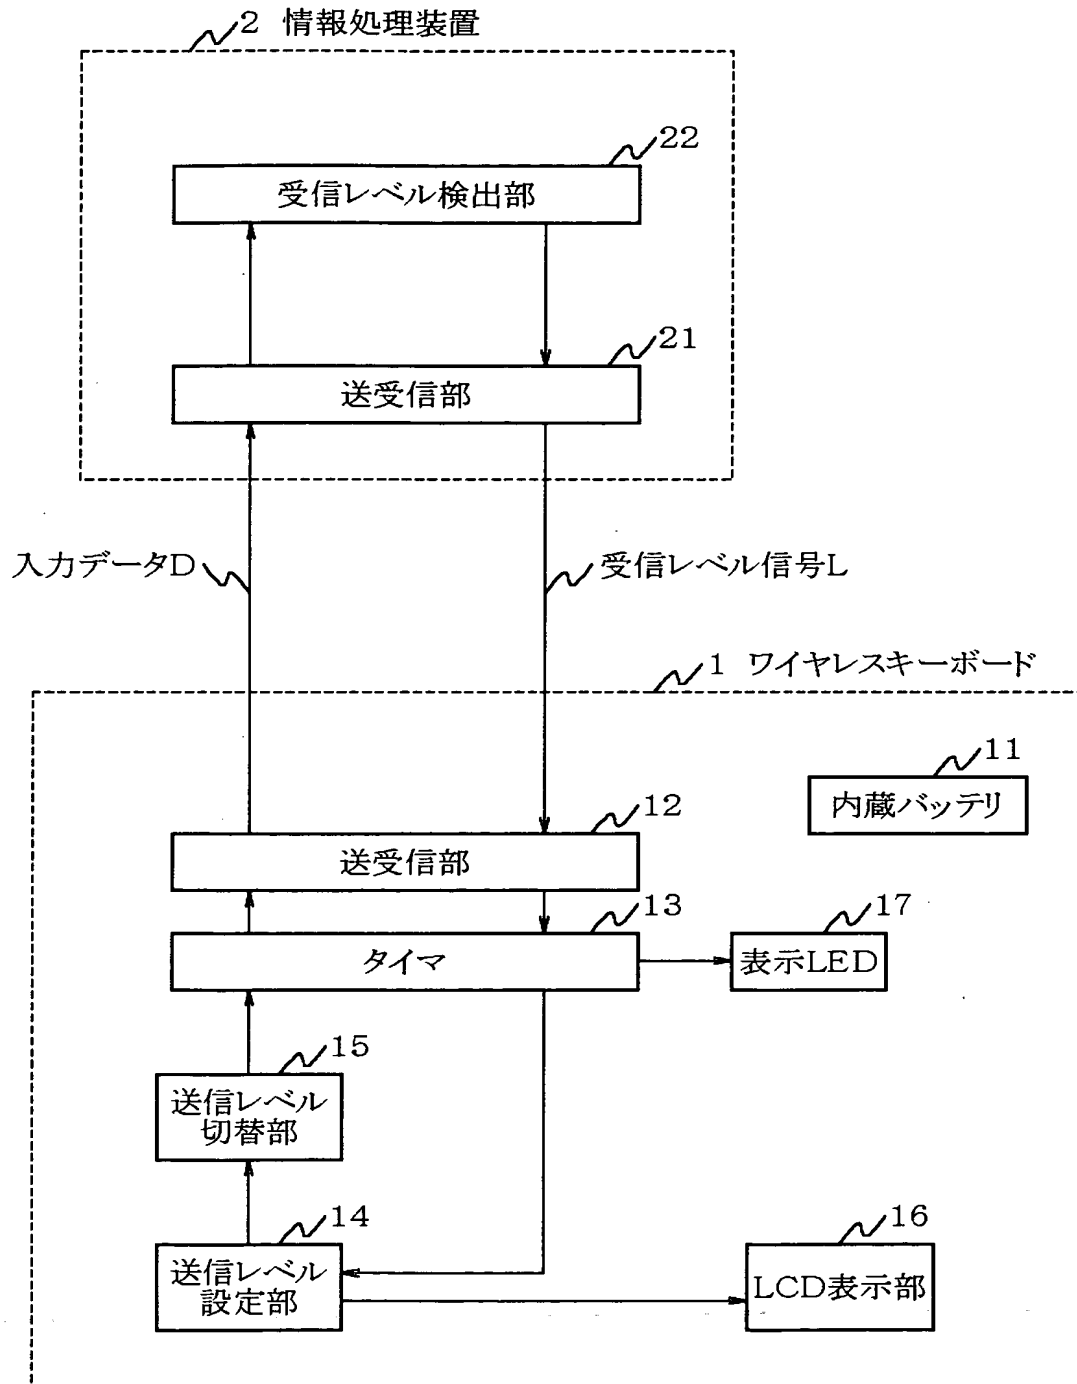 2 情報処理装置
22
受信レベル検出部
21
送受信部
入力データD
受信レベル信号L
1 ワイヤレスキーボード
11
内蔵バッテリ
12
送受信部
13
タイマ
17
表示LED
15
送信レベル
切替部
14
送信レベル
設定部
16
LCD表示部